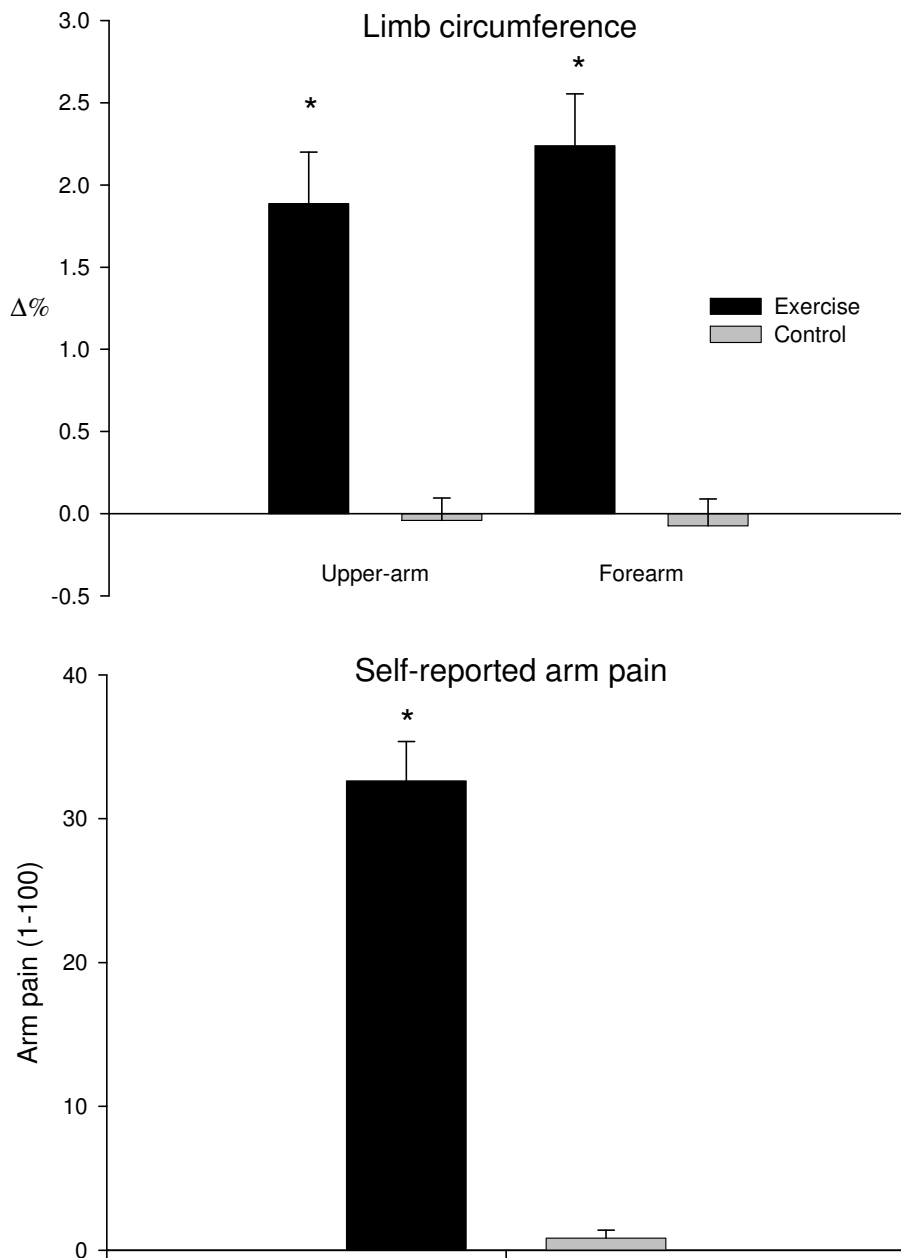 Limb circumference
3.0
*
*
2.5
2.0
1.5
Δ%
Exercise
Control
1.0
0.5
0.0
Upper-arm
Forearm
-0.5
Self-reported arm pain
40
*
30
Arm pain (1-100)
20
10
0